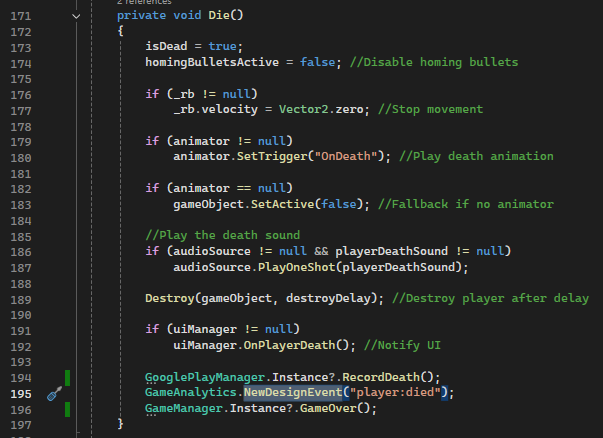 2 references
171 private void Die()
172 {
173 isDead = true;
174 homingBulletsActive = false; //Disable homing bullets
175
176 if (_rb != null)
177 _rb.velocity = Vector2.zero; //Stop movement
178
179 if (animator != null)
180 animator.SetTrigger("OnDeath"); //Play death animation
181
182 if (animator == null)
183 gameObject.SetActive(false); //Fallback if no animator
184
185 //Play the death sound
186 if (audioSource != null && playerDeathSound != null)
187 audioSource.PlayOneShot(playerDeathSound);
188
189 Destroy(gameObject, destroyDelay); //Destroy player after delay
190
191 if (uiManager != null)
192 uiManager.OnPlayerDeath(); //Notify UI
193
194 GooglePlayManager.Instance?.RecordDeath();
195 GameAnalytics.NewDesignEvent("player:died");
196 GameManager.Instance?.GameOver();
197 }